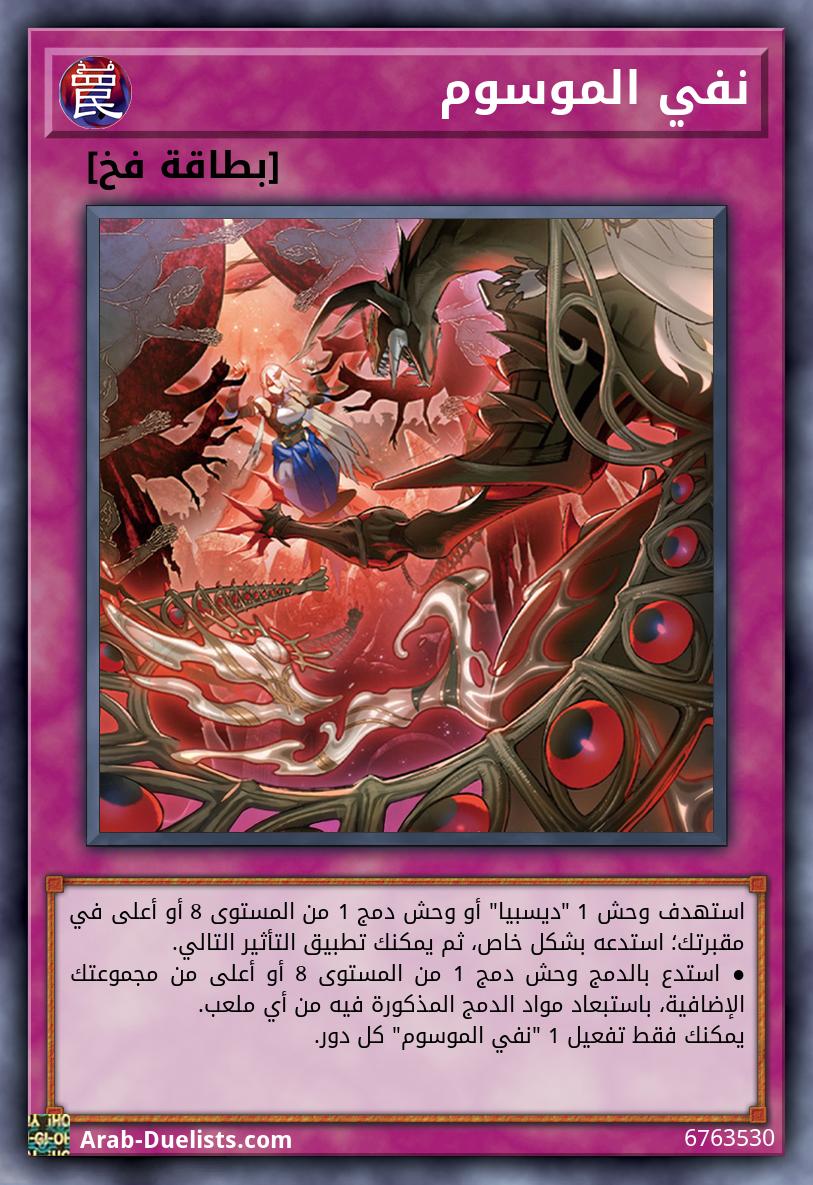 نفي الموسوم
فخ
罠
[بطاقة فخ]
استهدف وحش 1 "ديسبيا" أو وحش دمج 1 من المستوى 8 أو أعلى في
مقبرتك؛ استدعه بشكل خاص، ثم يمكنك تطبيق التأثير التالي.
● استدع بالدمج وحش دمج 1 من المستوى 8 أو أعلى من مجموعتك
الإضافية، باستبعاد مواد الدمج المذكورة فيه من أي ملعب.
يمكنك فقط تفعيل 1 "نفي الموسوم" كل دور.
Arab-Duelists.com
6763530